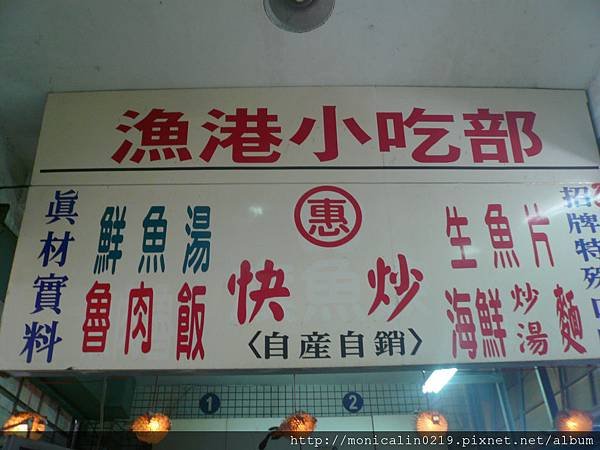 漁港小吃部
眞材實料
鮮魚湯
魯肉飯
惠
快炒
〈自產自銷〉
生魚片
海鮮炒湯麵
招牌特殊口
1
2
http://monicalin0219.pixnet.net/album